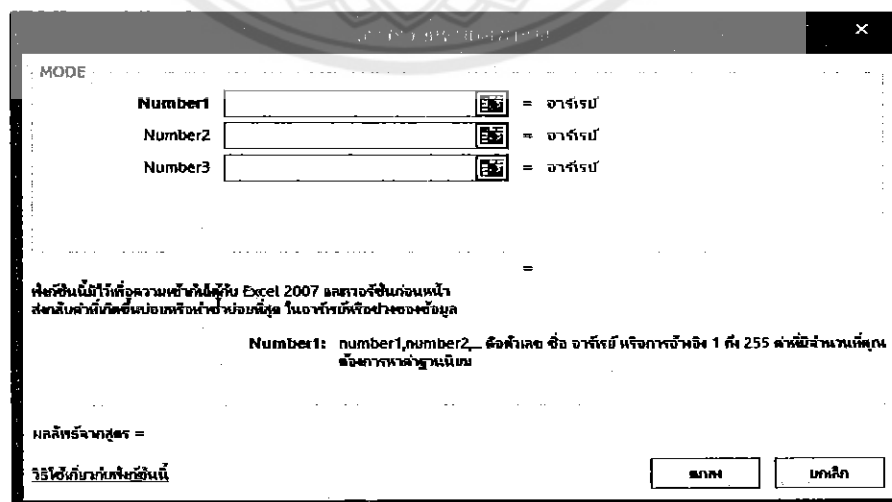 MODE
Number1 = อาร์เรย์
Number2 = อาร์เรย์
Number3 = อาร์เรย์
=
ฟังก์ชันนี้มีไว้เพื่อความเข้ากันได้กับ Excel 2007 และเวอร์ชันก่อนหน้า
ส่งกลับค่าที่เกิดขึ้นบ่อยหรือทำซ้ำบ่อยที่สุด ในอาร์เรย์หรือช่วงของข้อมูล
Number1: number1,number2,... คือตัวเลข ชื่อ อาร์เรย์ หรือการอ้างอิง 1 ถึง 255 ค่าที่มีจำนวนที่คุณ
ต้องการหาค่าฐานนิยม
ผลลัพธ์จากสูตร =
วิธีใช้เกี่ยวกับฟังก์ชันนี้
ตกลง
ยกเลิก